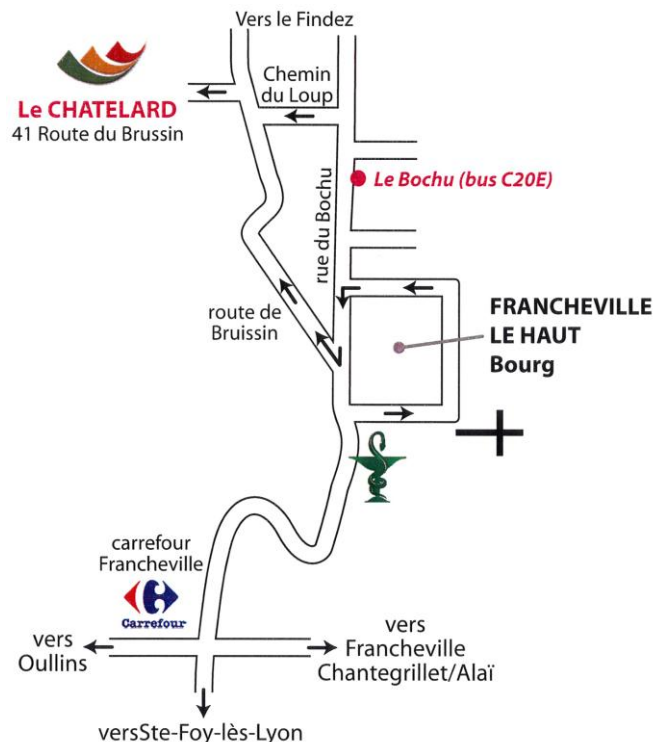 Vers le Findez
Chemin
du Loup
Le CHATELARD
41 Route du Brussin
Le Bochu (bus C20E)
rue du Bochu
route de
Bruissin
FRANCHEVILLE
LE HAUT
Bourg
carrefour
Francheville
Carrefour
vers
Oullins
vers
Francheville
Chantegrillet/Alaï
versSte-Foy-lès-Lyon